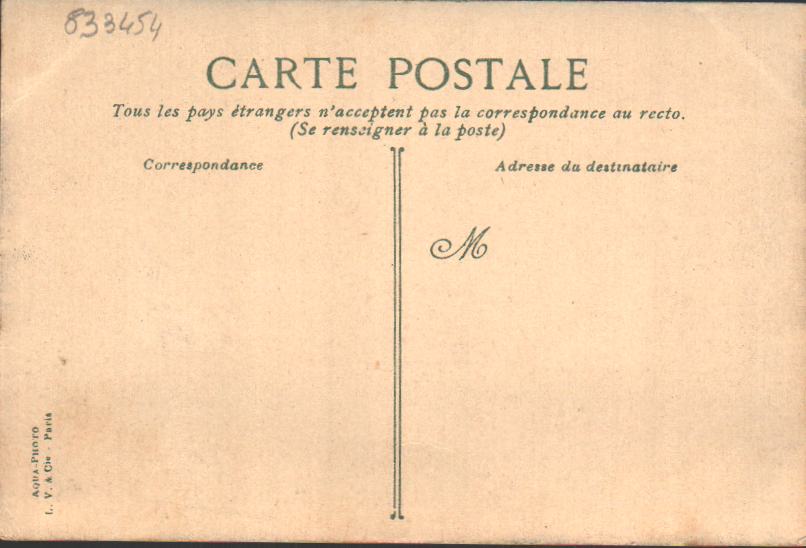 833454
CARTE POSTALE
Tous les pays étrangers n'acceptent pas la correspondance au recto.
(Se renseigner à la poste)
Correspondance
Adresse du destinataire
M
AQUA-PHOTO
L. V. & Cie - Paris